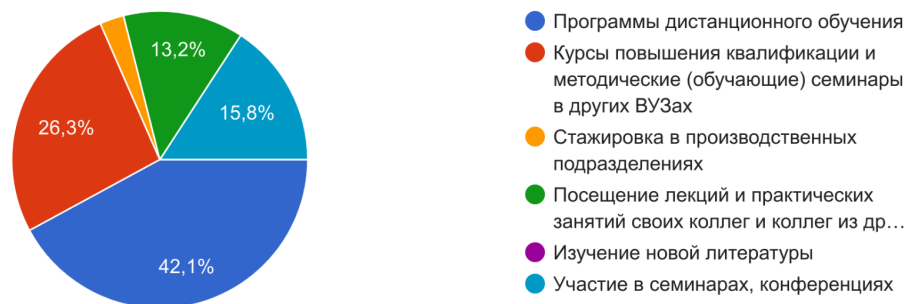 13,2%
15,8%
26,3%
42,1%
Программы дистанционного обучения
Курсы повышения квалификации и
методические (обучающие) семинары
в других ВУЗах
Стажировка в производственных
подразделениях
Посещение лекций и практических
занятий своих коллег и коллег из др…
Изучение новой литературы
Участие в семинарах, конференциях